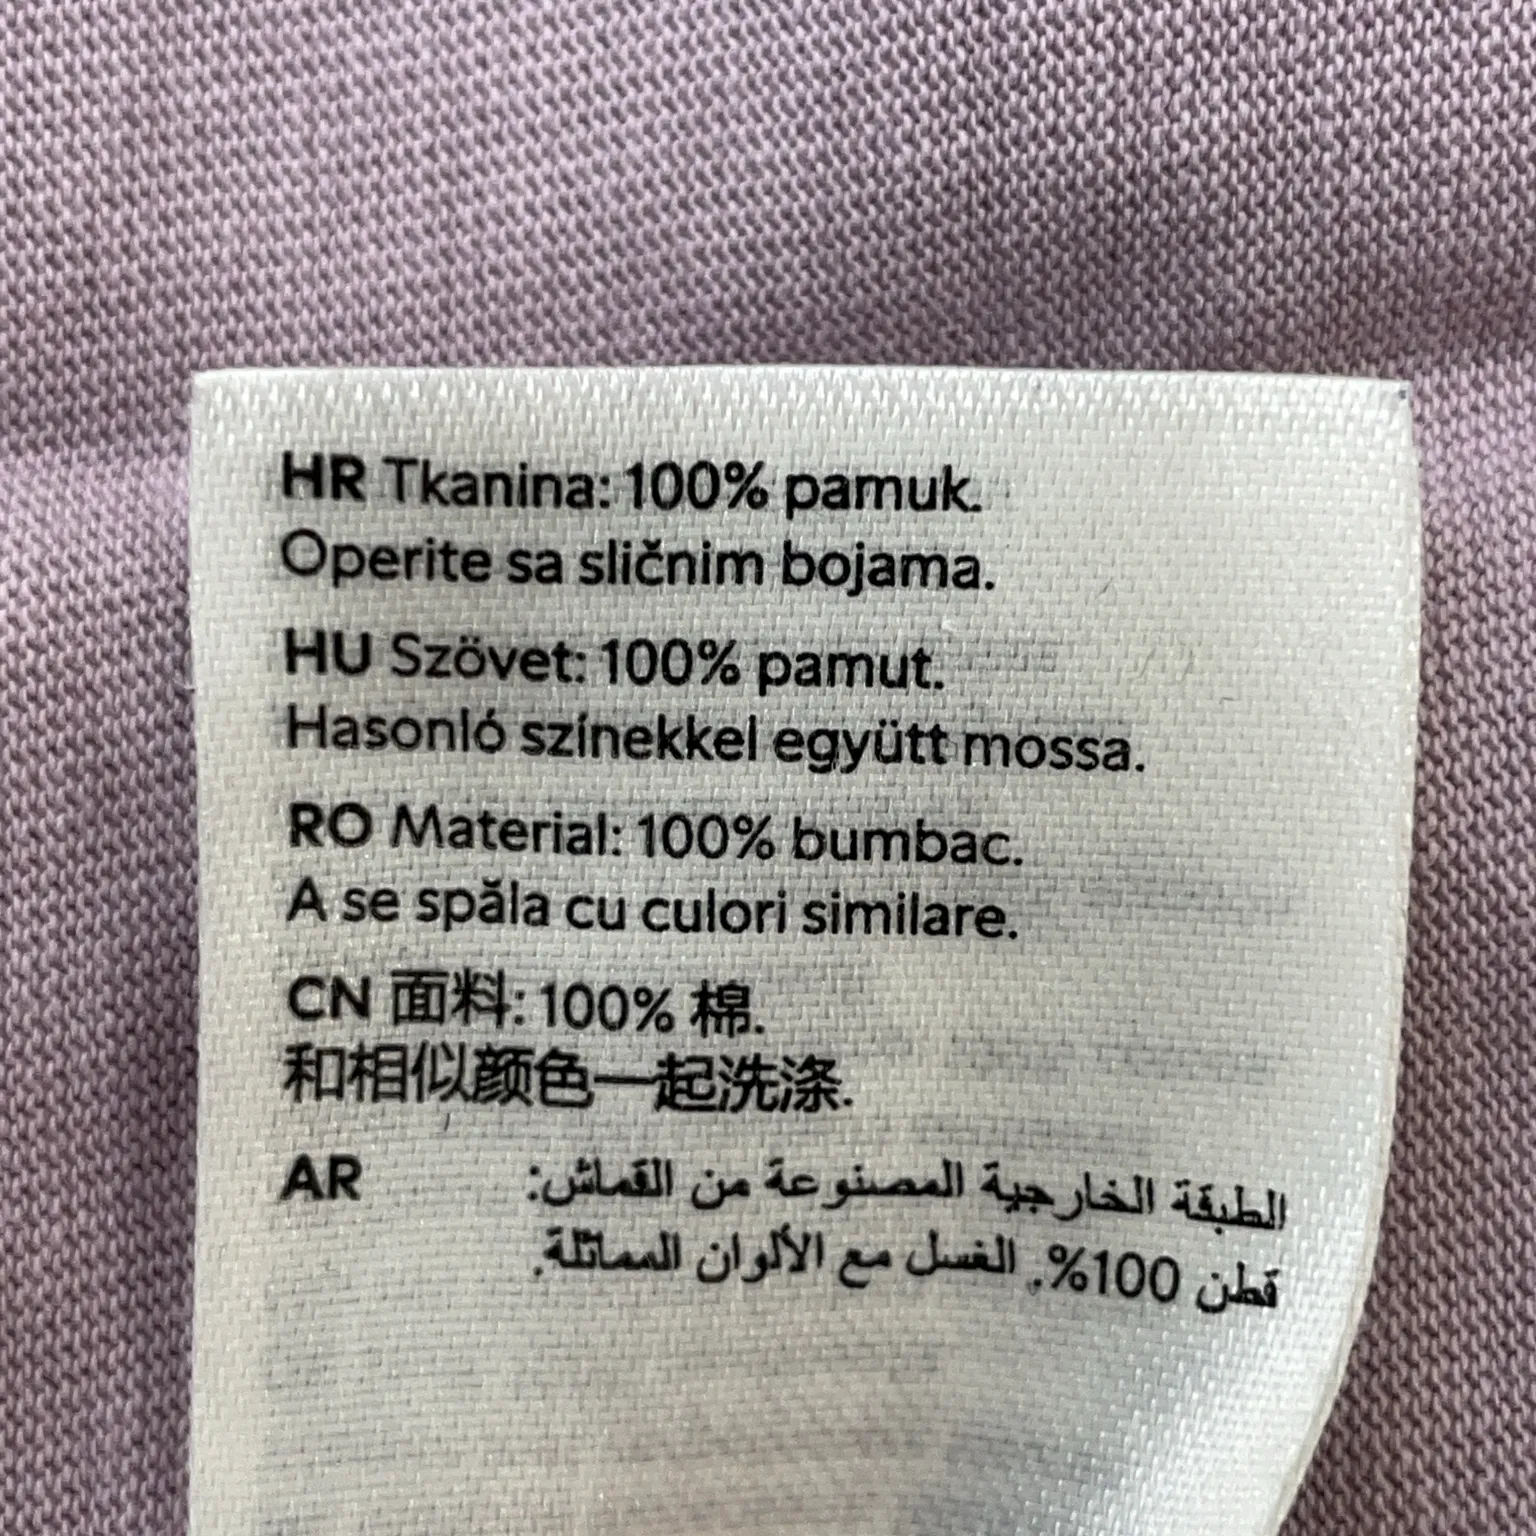 HR Tkanina: 100% pamuk.
Operite sa sličnim bojama.
HU Szövet: 100% pamut.
Hasonló színekkel együtt mossa.
RO Material: 100% bumbac.
A se spăla cu culori similare.
CN 面料: 100% 棉.
和相似颜色一起洗涤.
AR الطبقة الخارجية المصنوعة من القماش:
قطن 100%. الغسل مع الألوان المماثلة.